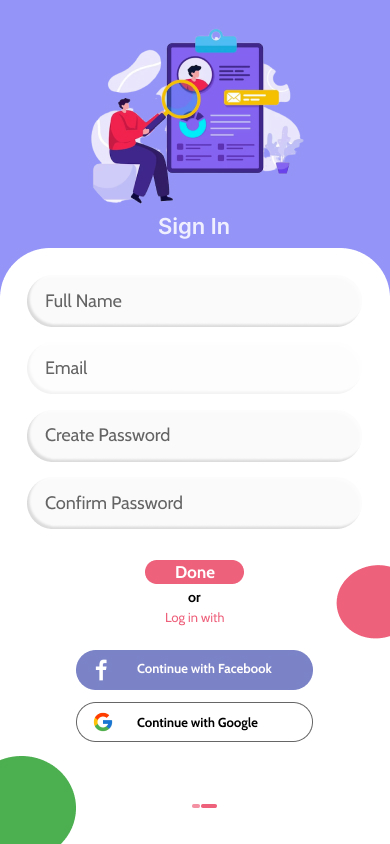 Sign In
Full Name
Email
Create Password
Confirm Password
Done
or
Log in with
Continue with Facebook
Continue with Google